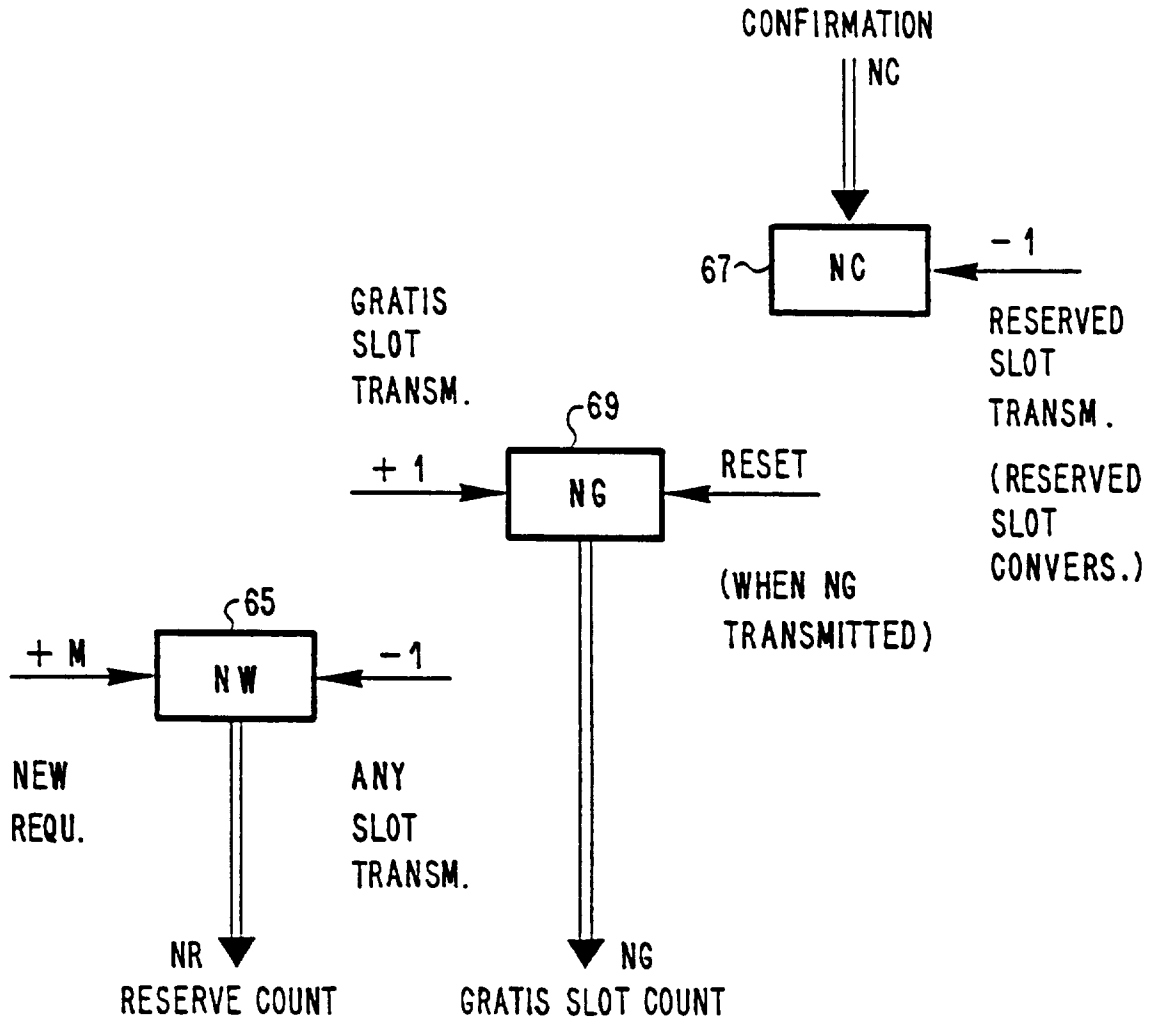 CONFIRMATION
NC
67
NC
- 1
RESERVED
SLOT
TRANSM.
(RESERVED
SLOT
CONVERS.)
GRATIS
SLOT
TRANSM.
69
+ 1
NG
RESET
(WHEN NG
TRANSMITTED)
65
+ M
NW
-1
NEW
REQU.
ANY
SLOT
TRANSM.
NR
RESERVE COUNT
NG
GRATIS SLOT COUNT